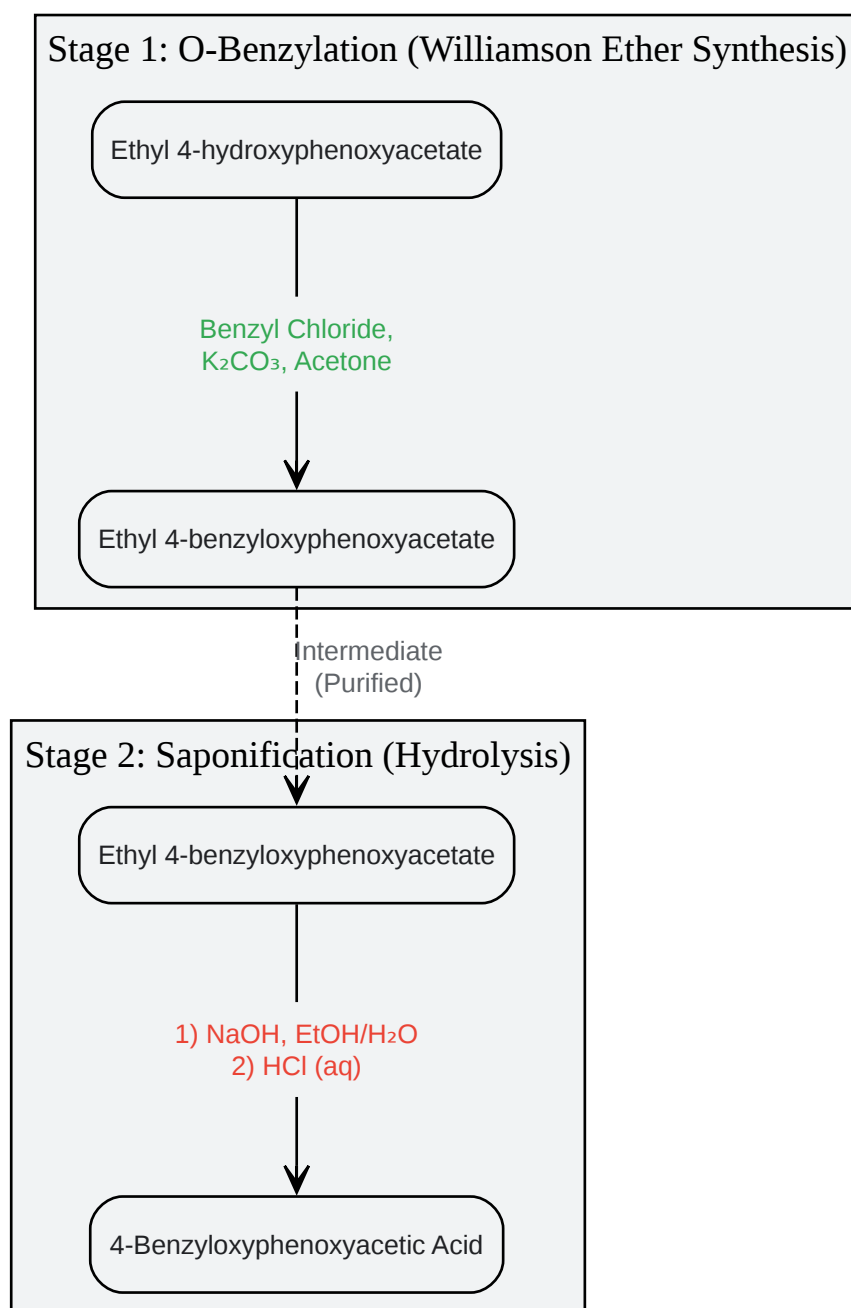 Stage 1: O-Benzylation (Williamson Ether Synthesis)
Ethyl 4-hydroxyphenoxyacetate
Benzyl Chloride,
K₂CO₃, Acetone
Ethyl 4-benzyloxyphenoxyacetate
Intermediate
(Purified)
Stage 2: Saponification (Hydrolysis)
Ethyl 4-benzyloxyphenoxyacetate
1) NaOH, EtOH/H₂O
2) HCl (aq)
4-Benzyloxyphenoxyacetic Acid